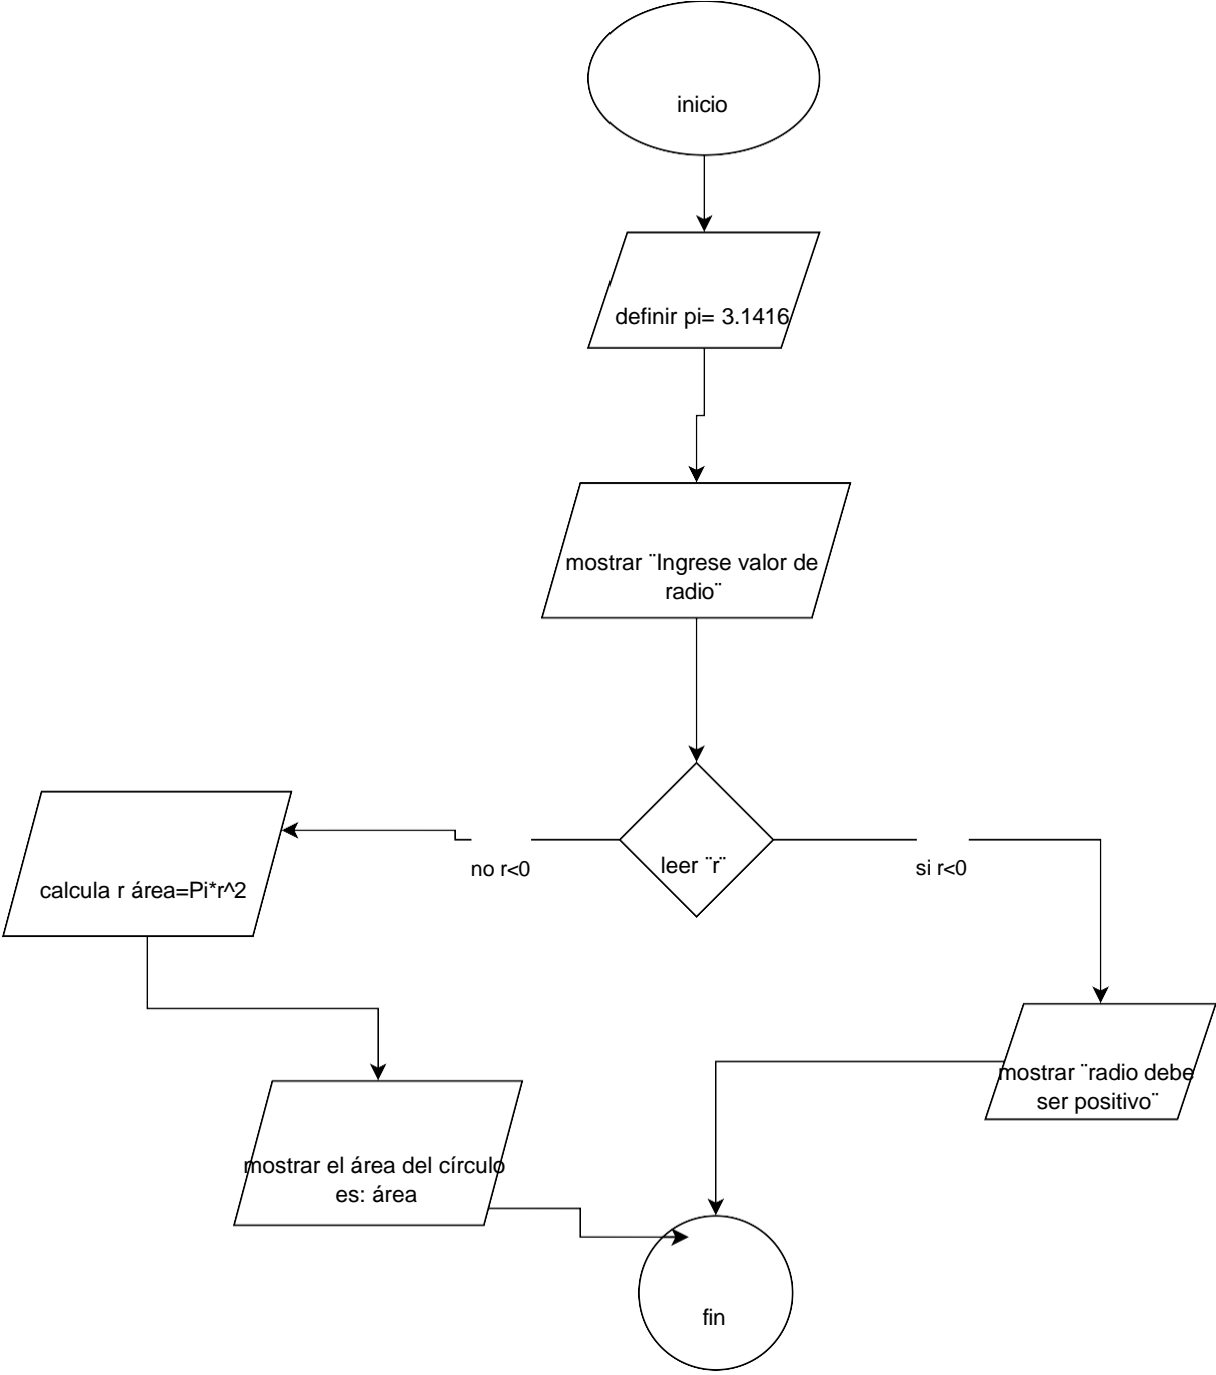 inicio
definir pi= 3.1416
mostrar ¨Ingrese valor de
radio¨
leer ¨r¨
no r<0
si r<0
calcula r área=Pi*r^2
mostrar ¨radio debe
ser positivo¨
mostrar el área del círculo
es: área
fin